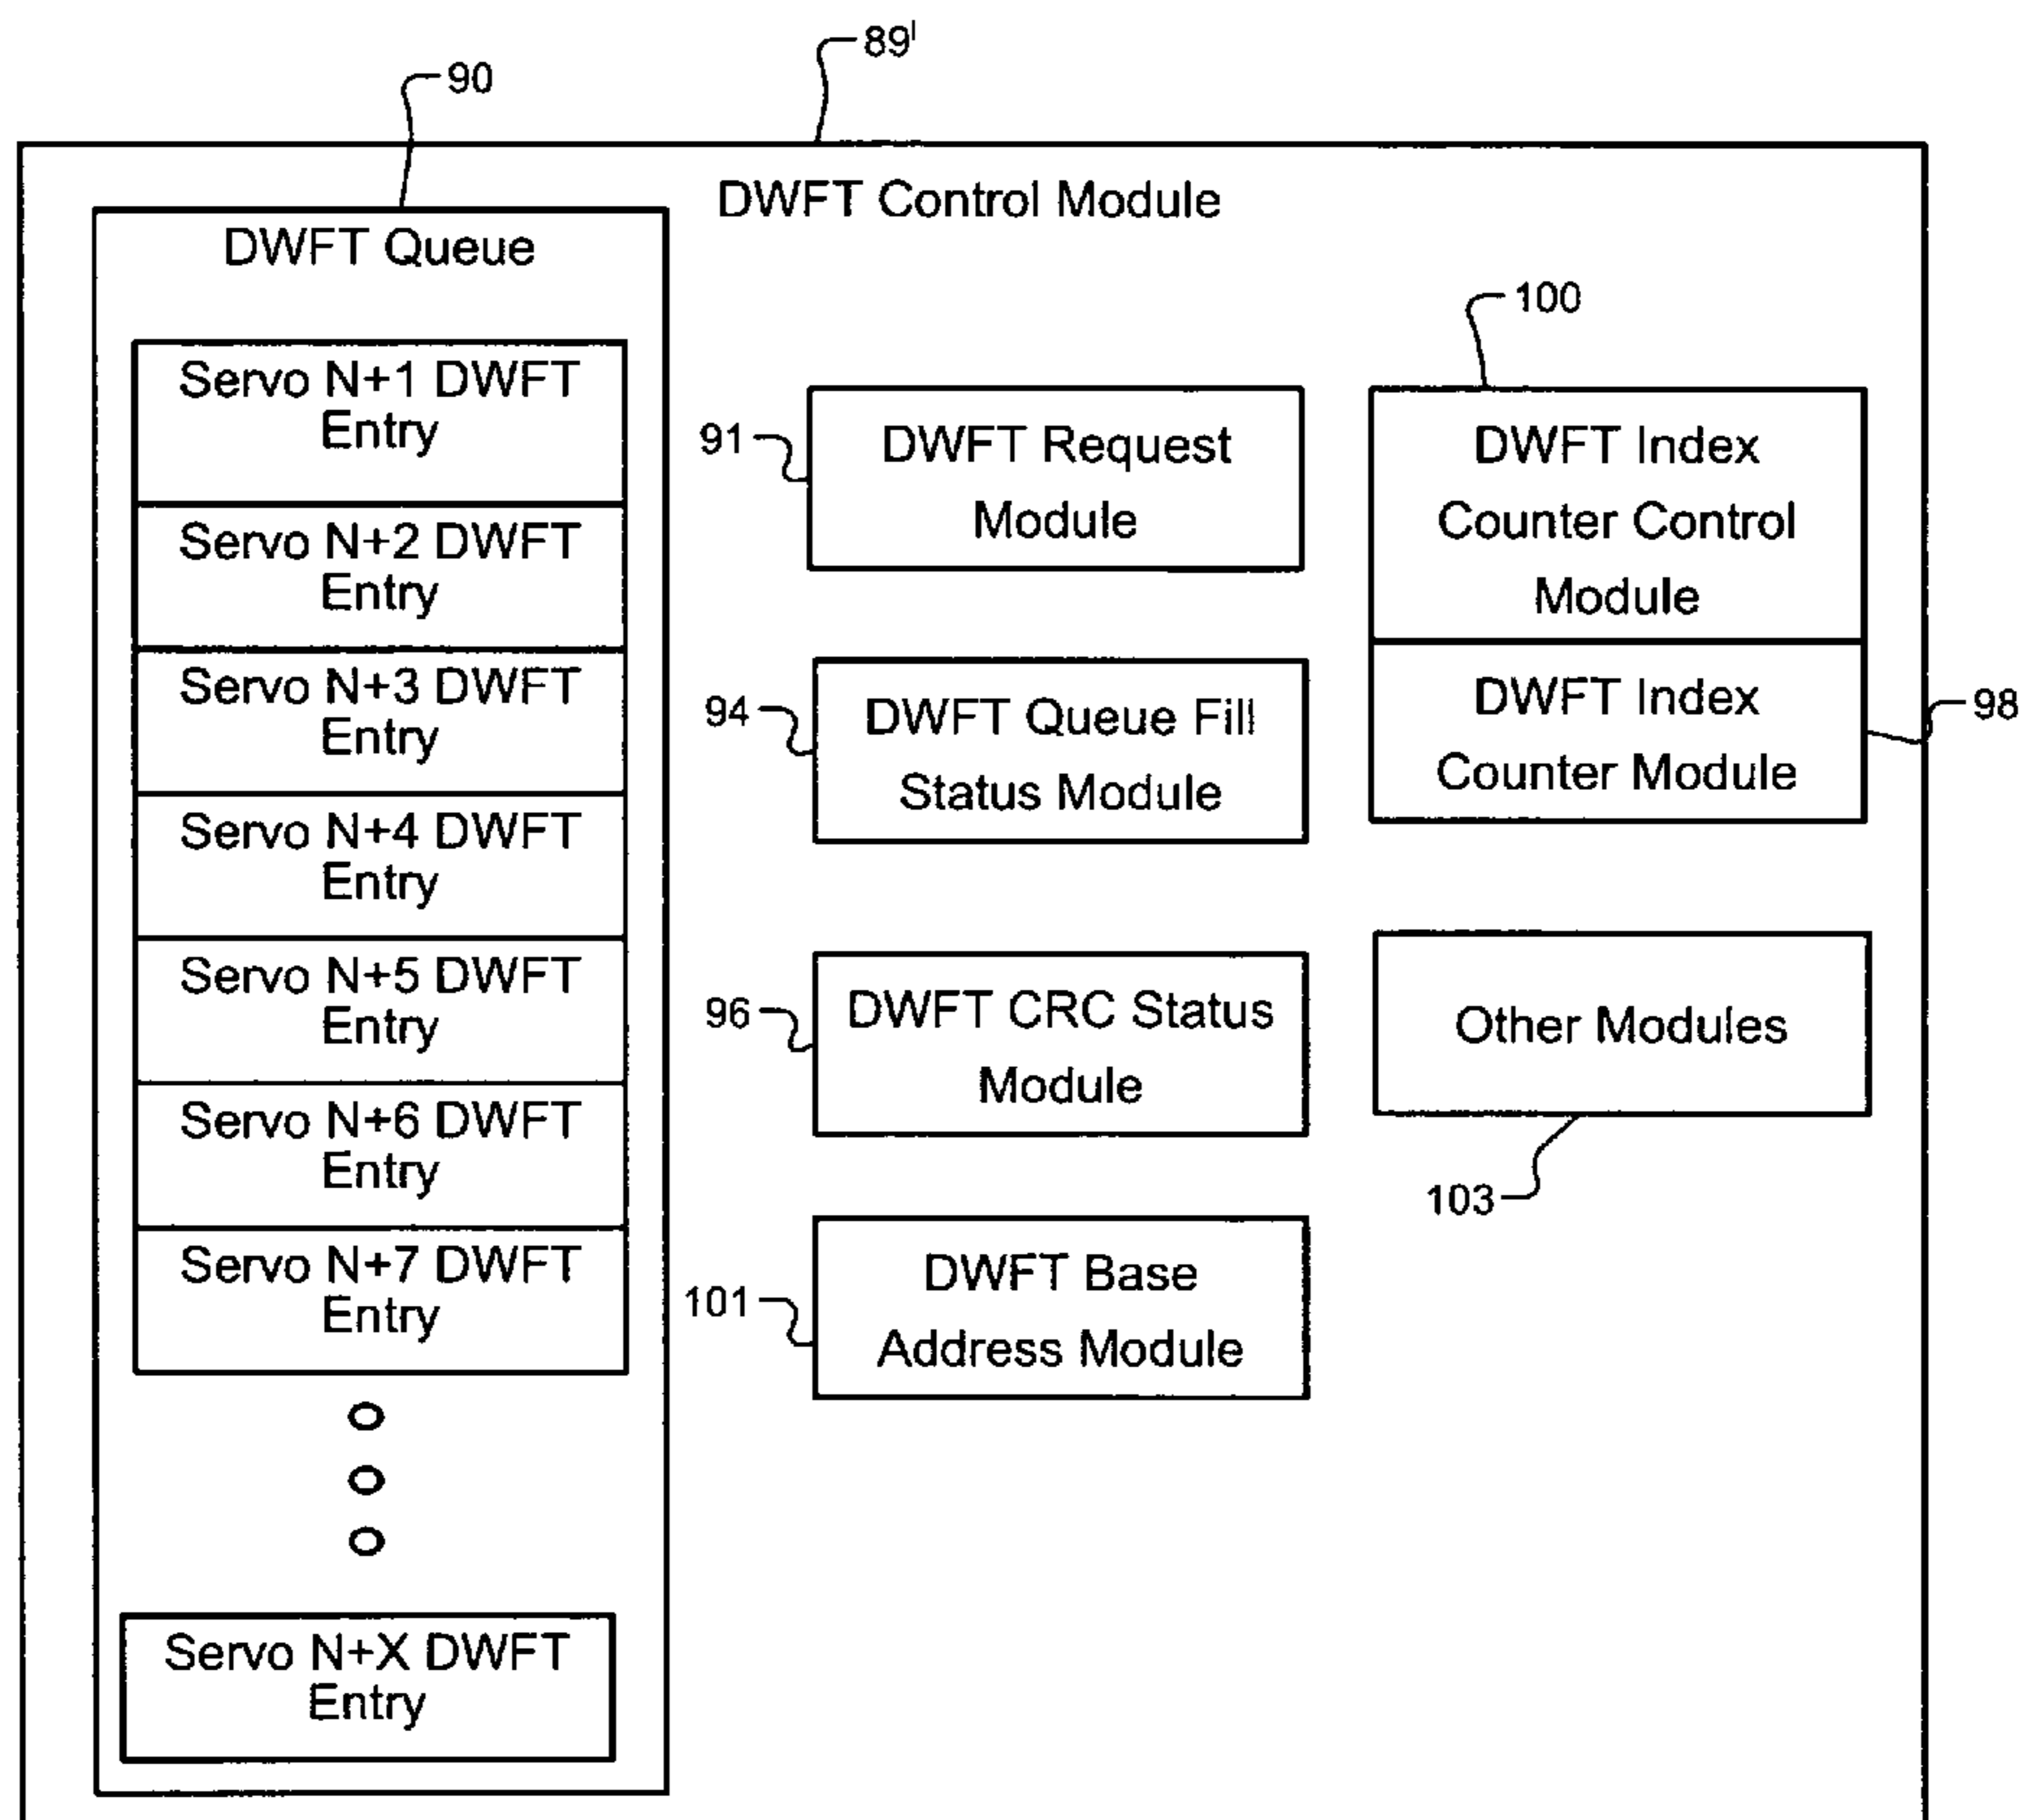 89'
90
DWFT Control Module
DWFT Queue
Servo N+1 DWFT
Entry
Servo N+2 DWFT
Entry
Servo N+3 DWFT
Entry
Servo N+4 DWFT
Entry
Servo N+5 DWFT
Entry
Servo N+6 DWFT
Entry
Servo N+7 DWFT
Entry
Servo N+X DWFT
Entry
91
DWFT Request
Module
94
DWFT Queue Fill
Status Module
96
DWFT CRC Status
Module
101
DWFT Base
Address Module
100
DWFT Index
Counter Control
Module
DWFT Index
Counter Module
98
Other Modules
103